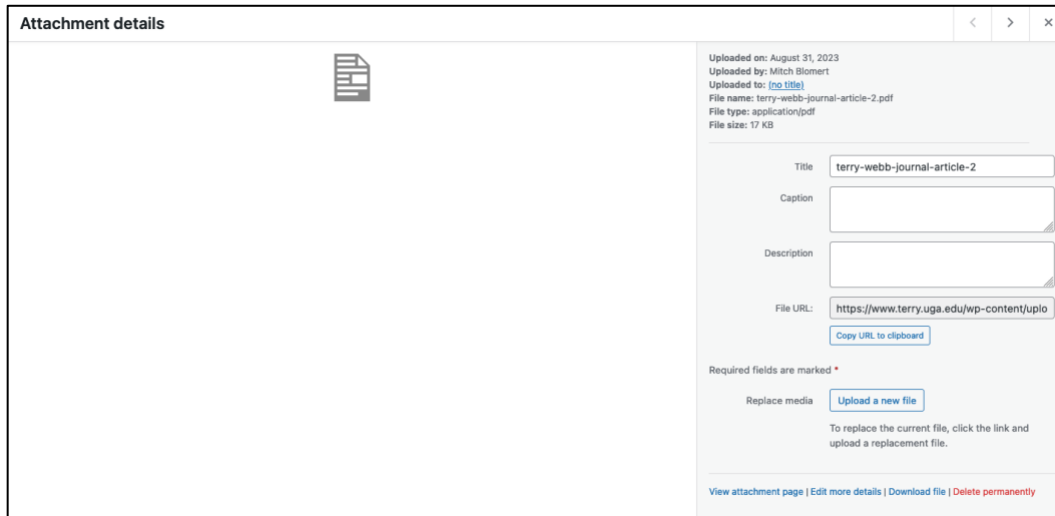 Attachment details
Uploaded on: August 31, 2023
Uploaded by: Mitch Blomert
Uploaded to: (no title)
File name: terry-webb-journal-article-2.pdf
File type: application/pdf
File size: 17 KB
Title terry-webb-journal-article-2
Caption
Description
File URL: https://www.terry.uga.edu/wp-content/uplo
Copy URL to clipboard
Required fields are marked *
Replace media Upload a new file
To replace the current file, click the link and
upload a replacement file.
View attachment page | Edit more details | Download file | Delete permanently